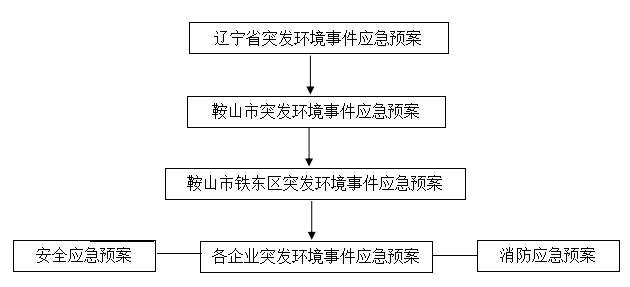 辽宁省突发环境事件应急预案
鞍山市突发环境事件应急预案
鞍山市铁东区突发环境事件应急预案
安全应急预案
各企业突发环境事件应急预案
消防应急预案